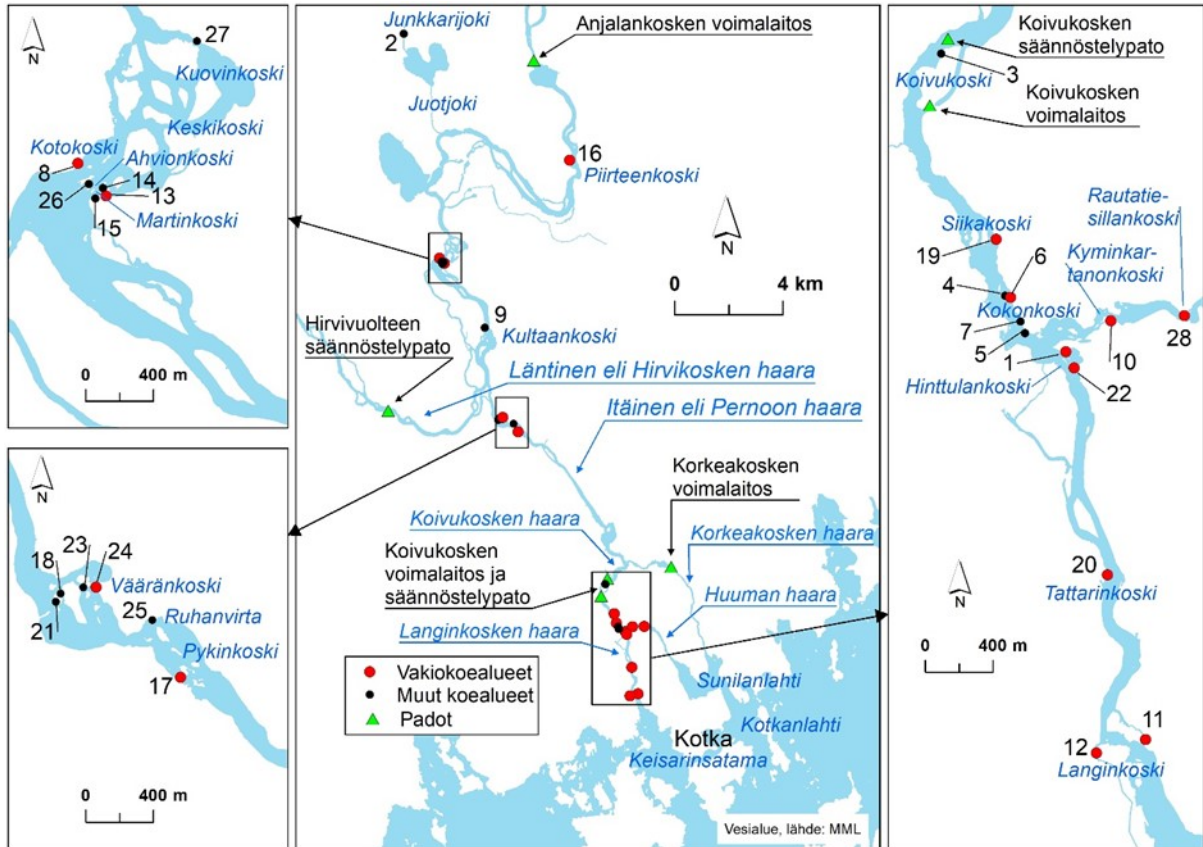 N
27
Kuovinkoski
Keskikoski
Kotokoski
8
Ahvionkoski
14
26
13
15
Martinkoski
0
400 m
N
23
24
18
Vääränkoski
25
Ruhanvirta
21
Pykinkoski
17
0
400 m
Junkkarijoki
2
Anjalankosken voimalaitos
Juotjoki
16
Piirteenkoski
N
0
4 km
9
Kultaankoski
Hirvivuolteen
säännöstelypato
Läntinen eli Hirvikosken haara
Itäinen eli Pernoon haara
Korkeakosken
voimalaitos
Koivukosken haara
Korkeakosken haara
Koivukosken
voimalaitos ja
säännöstelypato
Huuman haara
Langinkosken haara
Vakiokoealueet
Muut koealueet
Padot
Sunilanlahti
Kotkanlahti
Kotka
Keisarinsatama
Vesialue, lähde: MML
Koivukosken
säännöstelypato
3
Koivukoski
Koivukosken
voimalaitos
Rautatie-
sillankoski
Siikakoski
19
6
Kyminkar-
tanonkoski
4
Kokonkoski
7
5
10
28
1
Hinttulankoski
22
N
20
Tattarinkoski
11
12
Langinkoski
0
400 m